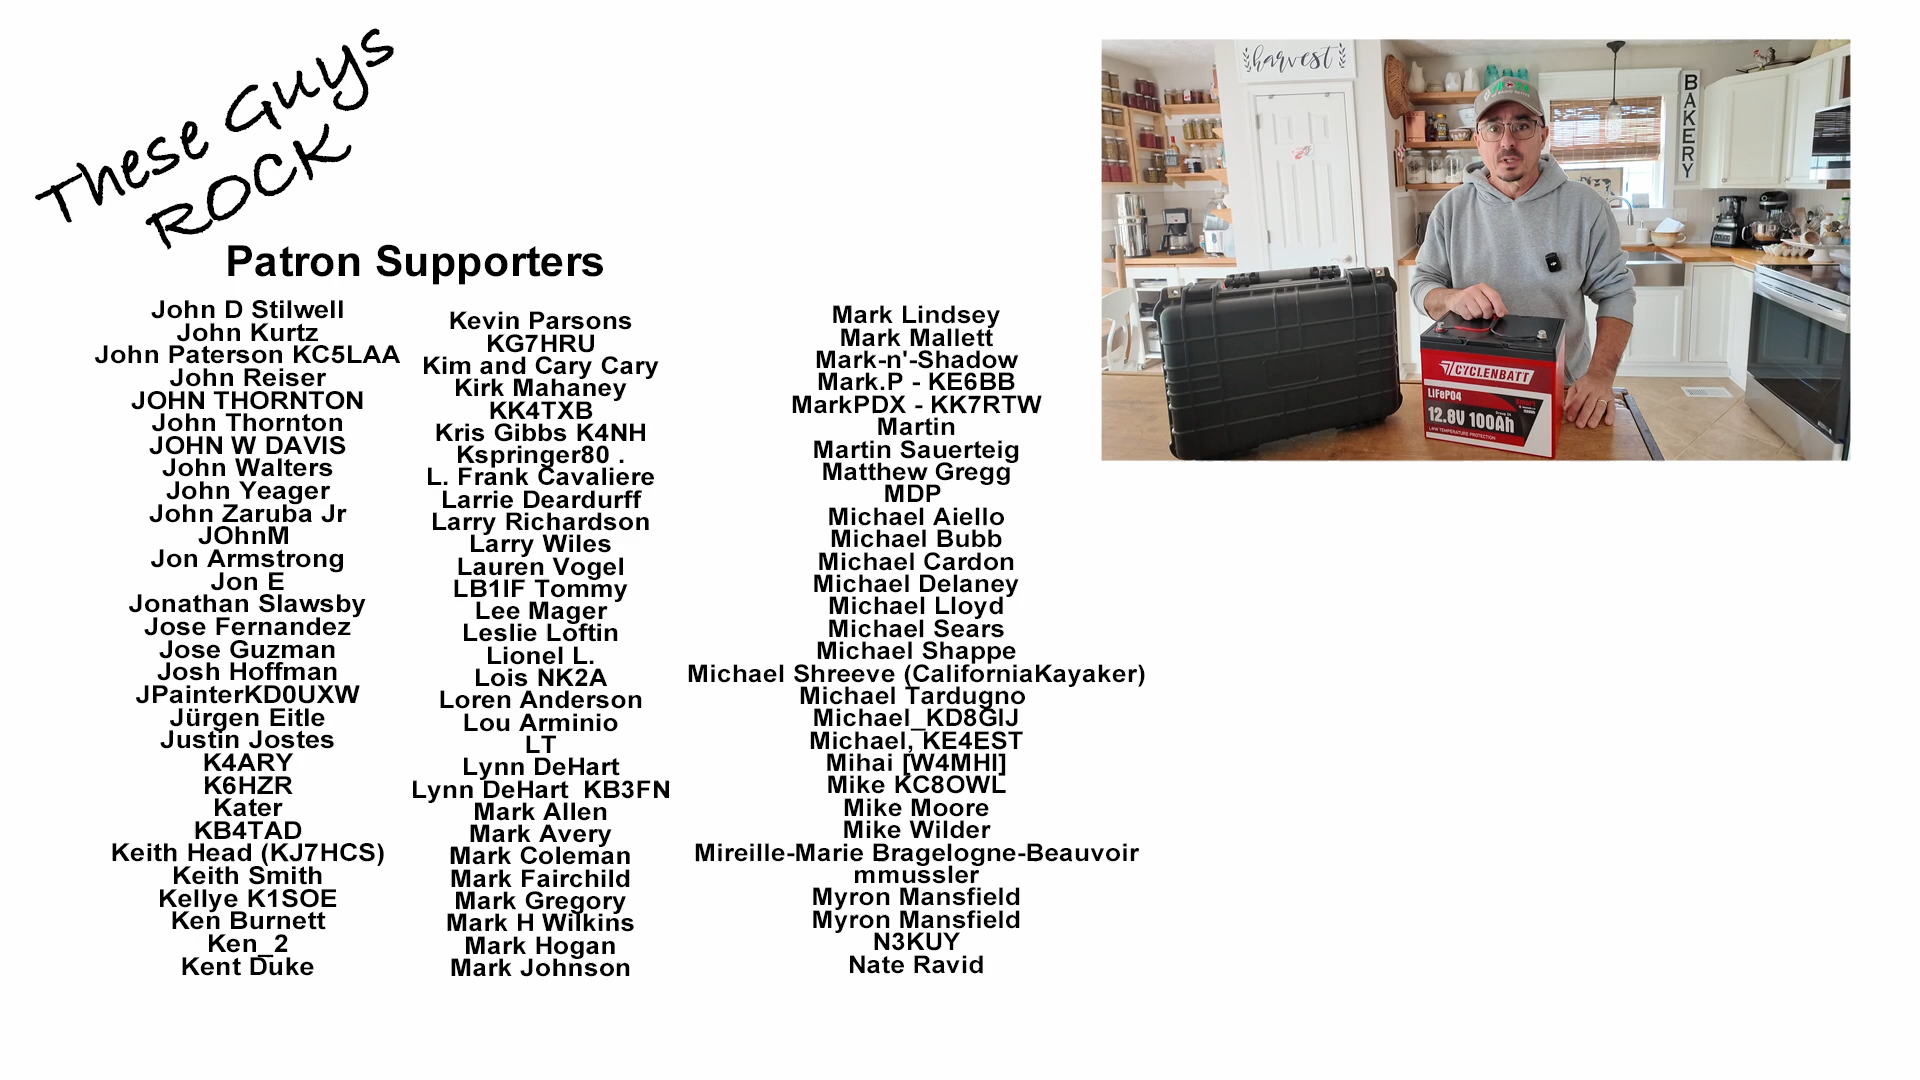 These Guys
ROCK
Patron Supporters
John D Stilwell
John Kurtz
John Paterson KC5LAA
John Reiser
JOHN THORNTON
John Thornton
JOHN W DAVIS
John Walters
John Yeager
John Zaruba Jr
JOhnM
Jon Armstrong
Jon E
Jonathan Slawsby
Jose Fernandez
Jose Guzman
Josh Hoffman
JPainterKD0UXW
Jürgen Eitle
Justin Jostes
K4ARY
K6HZR
Kater
KB4TAD
Keith Head (KJ7HCS)
Keith Smith
Kellye K1SOE
Ken Burnett
Ken_2
Kent Duke
Kevin Parsons
KG7HRU
Kim and Cary Cary
Kirk Mahaney
KK4TXB
Kris Gibbs K4NH
Kspringer80 .
L. Frank Cavaliere
Larrie Deardurff
Larry Richardson
Larry Wiles
Lauren Vogel
LB1IF Tommy
Lee Mager
Leslie Loftin
Lionel L.
Lois NK2A
Loren Anderson
Lou Arminio
LT
Lynn DeHart
Lynn DeHart  KB3FN
Mark Allen
Mark Avery
Mark Coleman
Mark Fairchild
Mark Gregory
Mark H Wilkins
Mark Hogan
Mark Johnson
Mark Lindsey
Mark Mallett
Mark-n'-Shadow
Mark.P - KE6BB
MarkPDX - KK7RTW
Martin
Martin Sauerteig
Matthew Gregg
MDP
Michael Aiello
Michael Bubb
Michael Cardon
Michael Delaney
Michael Lloyd
Michael Sears
Michael Shappe
Michael Shreeve (CaliforniaKayaker)
Michael Tardugno
Michael_KD8GIJ
Michael, KE4EST
Mihai [W4MHI]
Mike KC8OWL
Mike Moore
Mike Wilder
Mireille-Marie Bragelogne-Beauvoir
mmussler
Myron Mansfield
Myron Mansfield
N3KUY
Nate Ravid
harvest
BAKERY
CYCLENBATT
LiFePO4
12.8V 100Ah
LOW TEMPERATURE PROTECTION